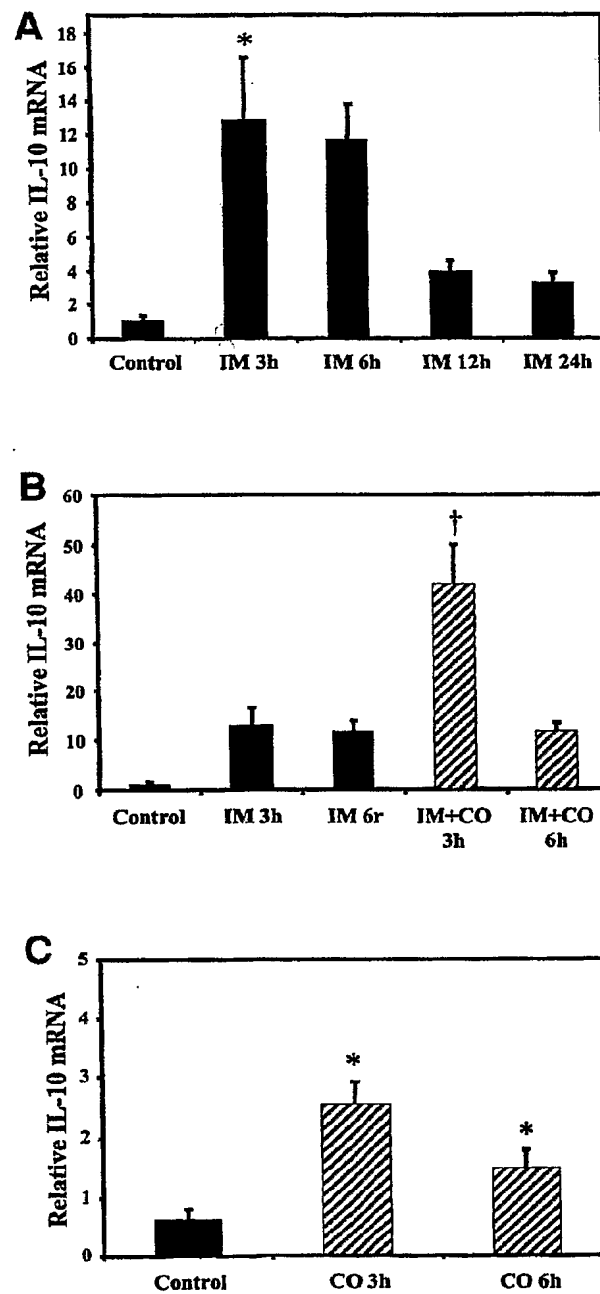 A
Relative IL-10 mRNA
18
16
14
12
10
8
6
4
2
0
*
Control IM 3h IM 6h IM 12h IM 24h
B
Relative IL-10 mRNA
60
50
40
30
20
10
0
†
Control IM 3h IM 6r IM+CO IM+CO
3h 6h
C
Relative IL-10 mRNA
5
4
3
2
1
0
*
*
Control CO 3h CO 6h